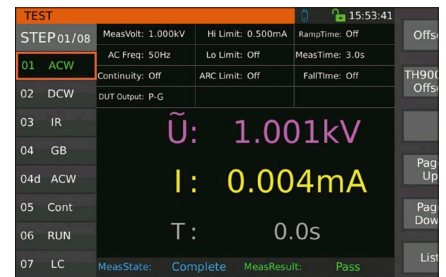 TEST 15:53:41
STEP 01/08
MeasVolt: 1.000kV Hi Limit: 0.500mA RampTime: Off
AC Freq: 50Hz Lo Limit: Off MeasTime: 3.0s
Continuity: Off ARC Limit: Off FallTime: Off
DUT Output: P-G
01 ACW
02 DCW
03 IR
04 GB
04d ACW
05 Cont
06 RUN
07 LC
Ũ: 1.001kV
I: 0.004mA
T: 0.0s
MeasState: Complete MeasResult: Pass
Offs
TH900
Offs
Pag
Up
Pag
Dow
List